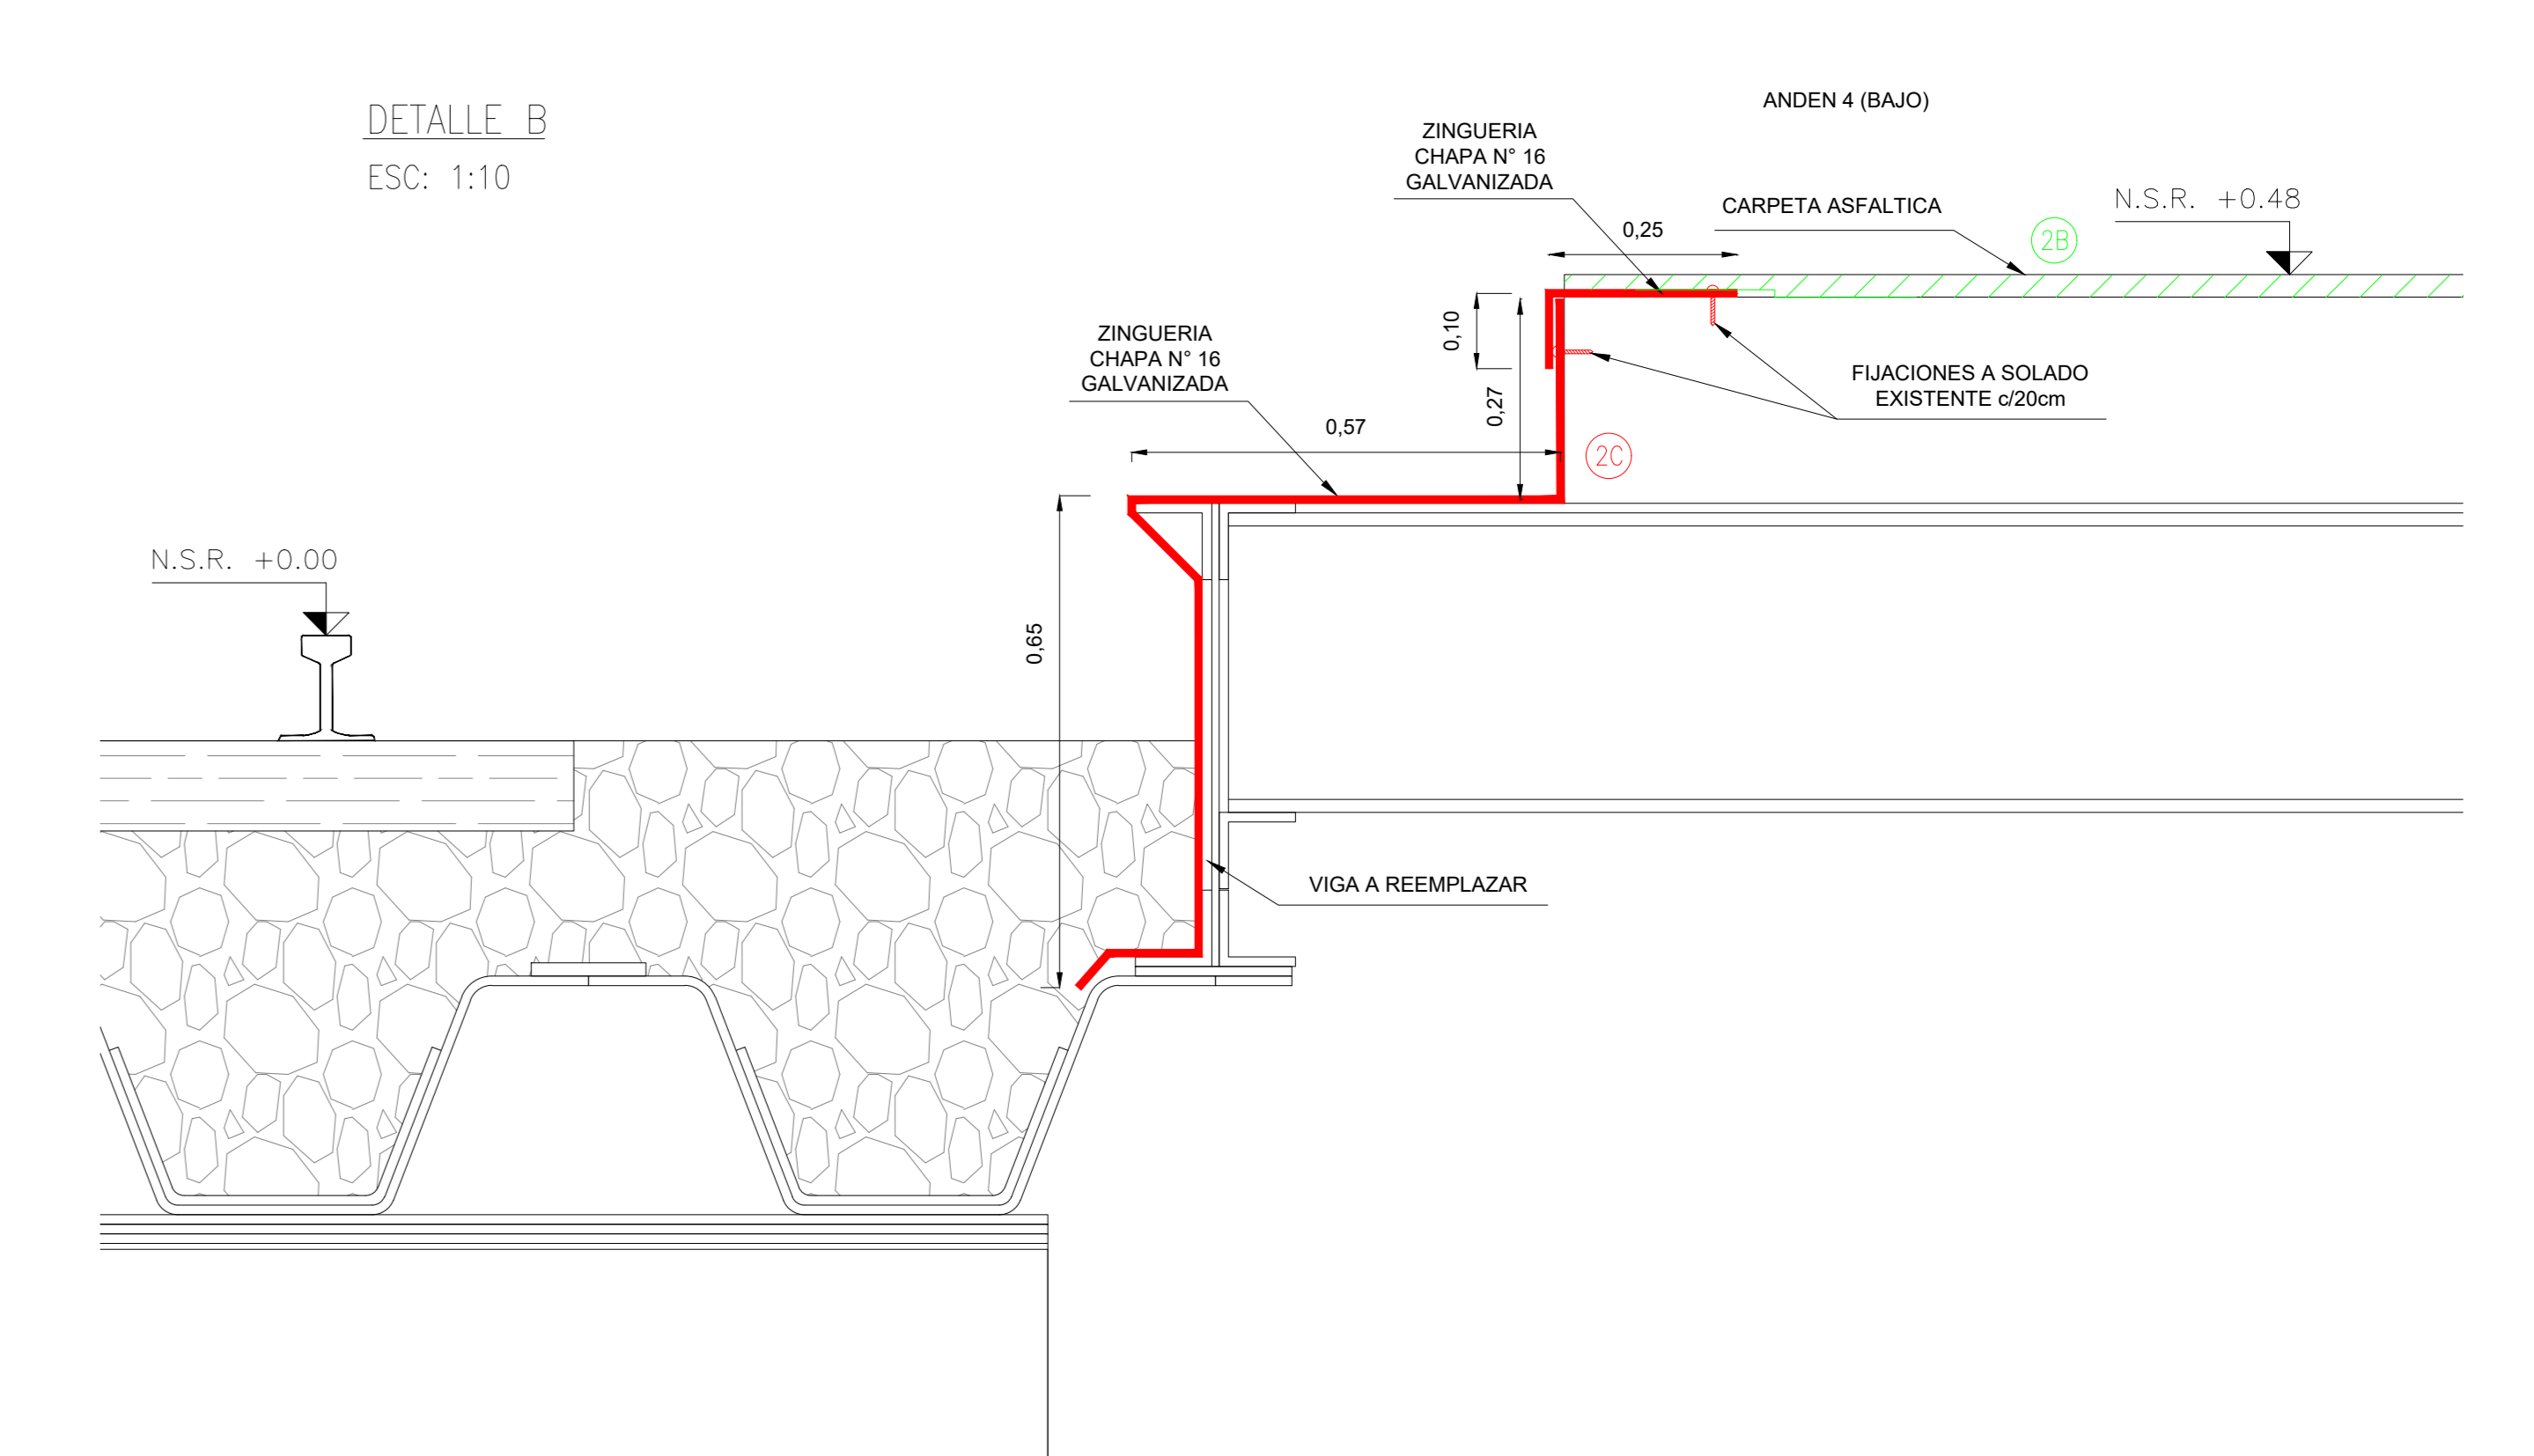 DETALLE B
ESC: 1:10
ANDEN 4 (BAJO)
ZINGUERIA
CHAPA N° 16
GALVANIZADA
CARPETA ASFALTICA
N.S.R. +0.48
2B
0,25
0,10
0,27
ZINGUERIA
CHAPA N° 16
GALVANIZADA
FIJACIONES A SOLADO
EXISTENTE c/20cm
0,57
2C
N.S.R. +0.00
0,65
VIGA A REEMPLAZAR